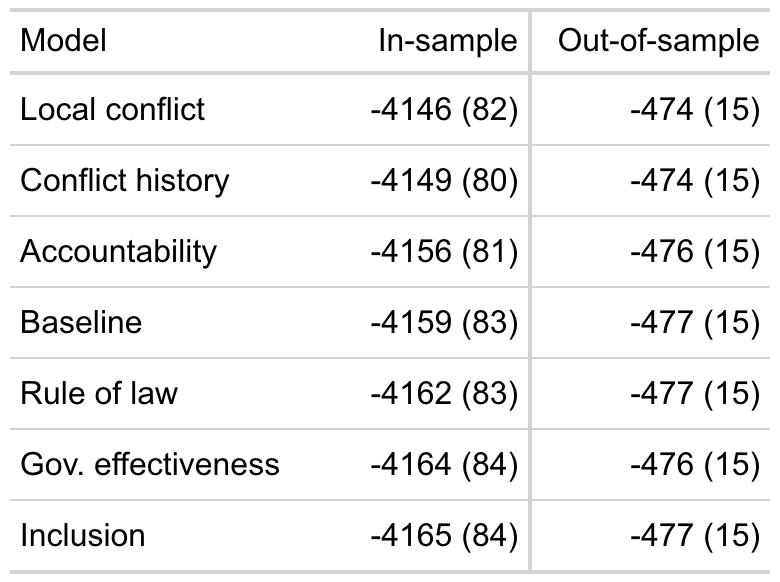 Model In-sample Out-of-sample
Local conflict -4146 (82) -474 (15)
Conflict history -4149 (80) -474 (15)
Accountability -4156 (81) -476 (15)
Baseline -4159 (83) -477 (15)
Rule of law -4162 (83) -477 (15)
Gov. effectiveness -4164 (84) -476 (15)
Inclusion -4165 (84) -477 (15)